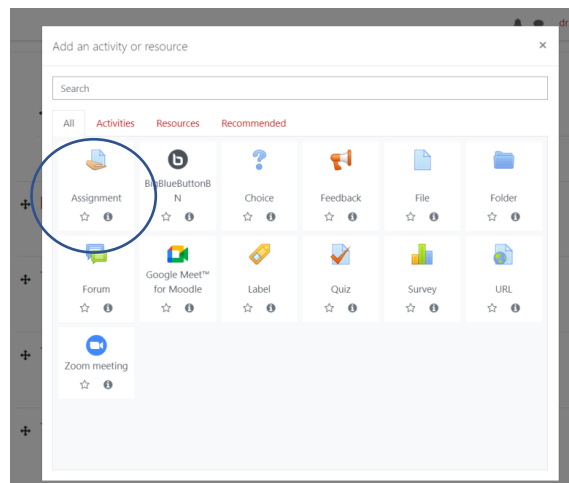 dr
Add an activity or resource ×
Search
All Activities Resources Recommended
Assignment
BigBlueButtonB
N
Choice
Feedback
File
Folder
Forum
Google Meet™
for Moodle
Label
Quiz
Survey
URL
Zoom meeting